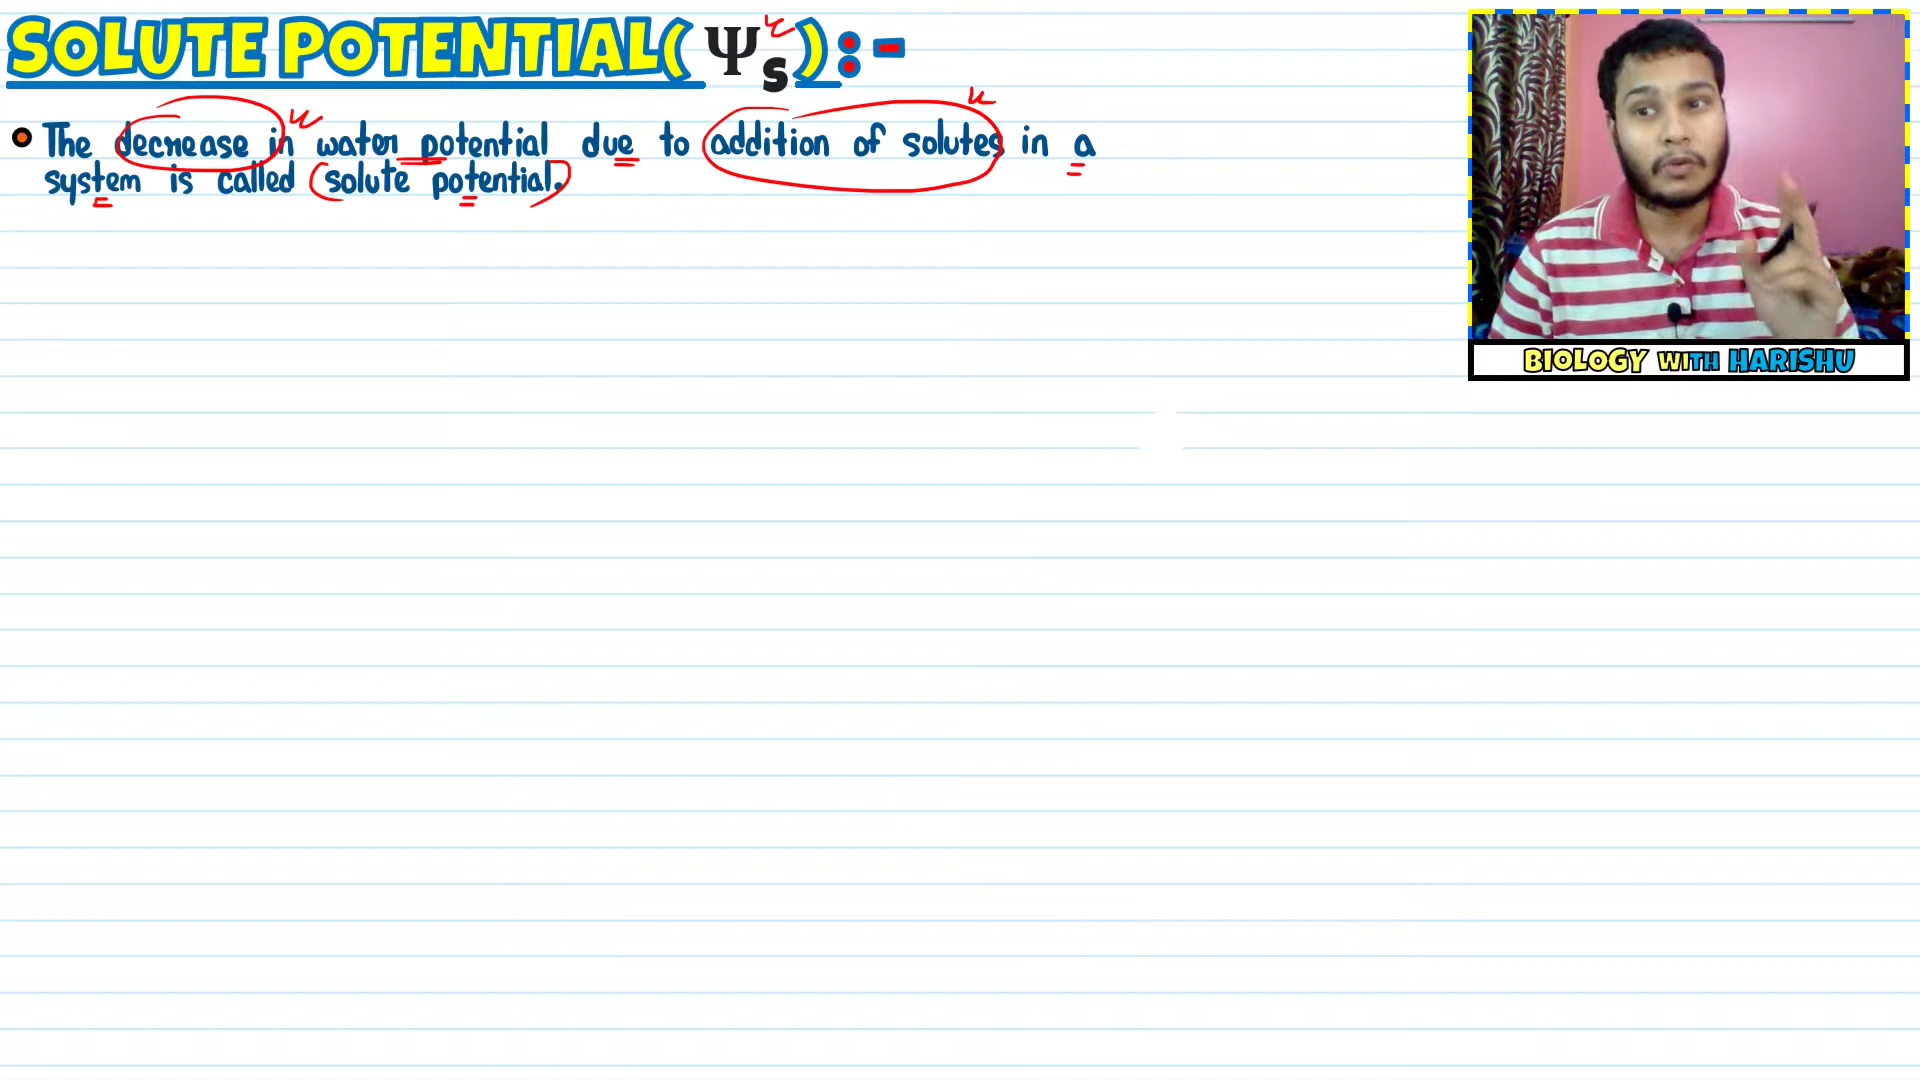 SOLUTE POTENTIAL( Ψs):-
The decrease in water potential due to addition of solutes in a
system is called solute potential.
BIOLOGY WITH HARISHU